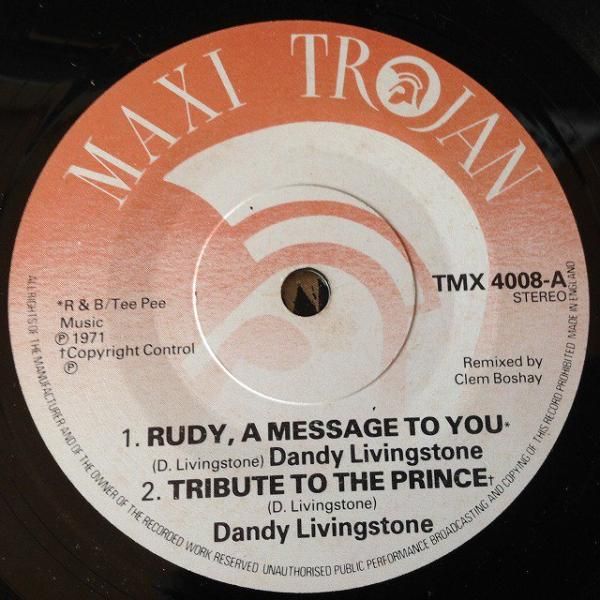 MAXI TROJAN
TMX 4008-A
STEREO
*R & B/Tee Pee
Music
Ⓟ 1971
†Copyright Control
Ⓟ
Remixed by
Clem Boshay
1. RUDY, A MESSAGE TO YOU*
(D. Livingstone) Dandy Livingstone
2. TRIBUTE TO THE PRINCE†
(D. Livingstone)
Dandy Livingstone
ALL RIGHTS OF THE MANUFACTURER AND OF THE OWNER OF THE RECORDED WORK RESERVED UNAUTHORISED PUBLIC PERFORMANCE BROADCASTING AND COPYING OF THIS RECORD PROHIBITED MADE IN ENGLAND